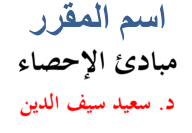 اسم المقرر
مبادئ الإحصاء
د. سعيد سيف الدين